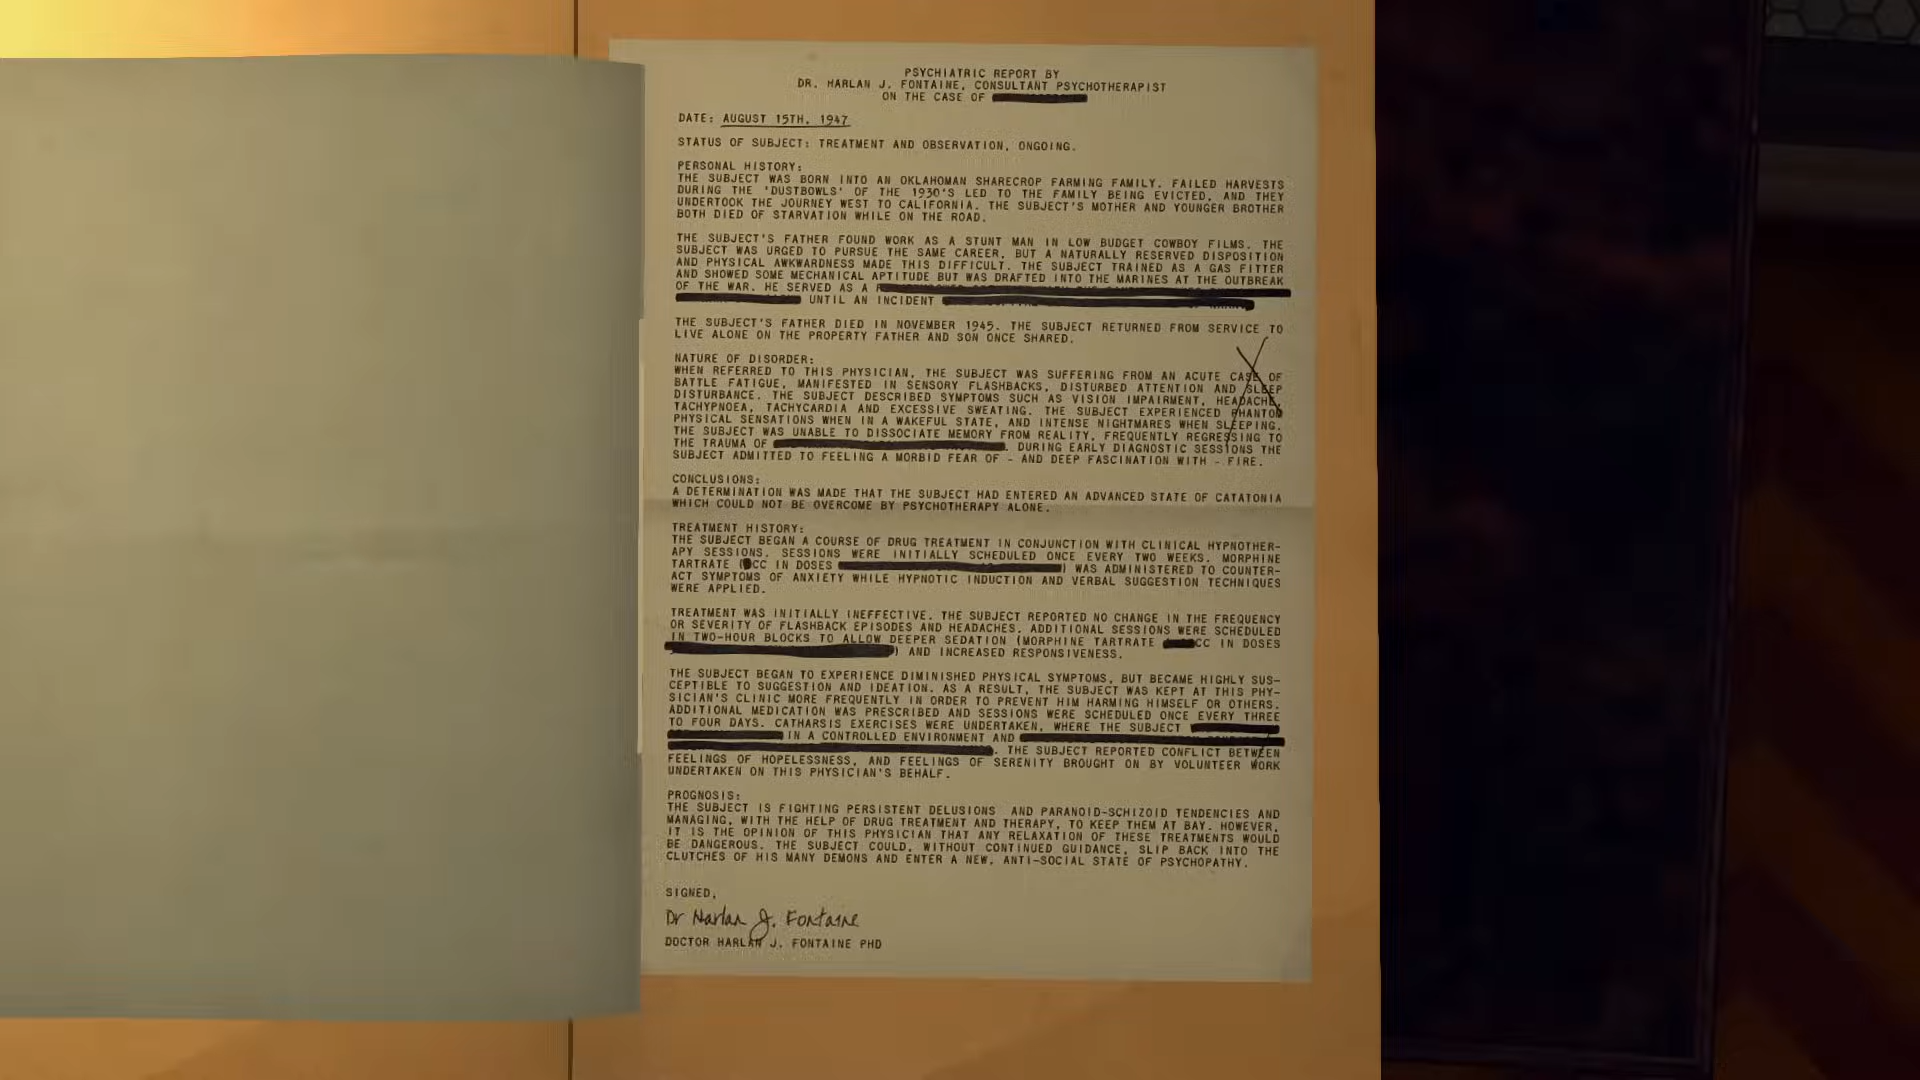 PSYCHIATRIC REPORT BY
DR. HARLAN J. FONTAINE, CONSULTANT PSYCHOTHERAPIST
ON THE CASE OF
DATE: AUGUST 15TH, 1947
STATUS OF SUBJECT: TREATMENT AND OBSERVATION, ONGOING.
PERSONAL HISTORY:
THE SUBJECT WAS BORN INTO AN OKLAHOMAN SHARECROP FARMING FAMILY. FAILED HARVESTS
DURING THE 'DUSTBOWLS' OF THE 1930'S LED TO THE FAMILY BEING EVICTED, AND THEY
UNDERTOOK THE JOURNEY WEST TO CALIFORNIA. THE SUBJECT'S MOTHER AND YOUNGER BROTHER
BOTH DIED OF STARVATION WHILE ON THE ROAD.
THE SUBJECT'S FATHER FOUND WORK AS A STUNT MAN IN LOW BUDGET COWBOY FILMS. THE
SUBJECT WAS URGED TO PURSUE THE SAME CAREER, BUT A NATURALLY RESERVED DISPOSITION
AND PHYSICAL AWKWARDNESS MADE THIS DIFFICULT. THE SUBJECT TRAINED AS A GAS FITTER
AND SHOWED SOME MECHANICAL APTITUDE BUT WAS DRAFTED INTO THE MARINES AT THE OUTBREAK
OF THE WAR. HE SERVED AS A
UNTIL AN INCIDENT
THE SUBJECT'S FATHER DIED IN NOVEMBER 1945. THE SUBJECT RETURNED FROM SERVICE TO
LIVE ALONE ON THE PROPERTY FATHER AND SON ONCE SHARED.
NATURE OF DISORDER:
WHEN REFERRED TO THIS PHYSICIAN, THE SUBJECT WAS SUFFERING FROM AN ACUTE CASE OF
BATTLE FATIGUE, MANIFESTED IN SENSORY FLASHBACKS, DISTURBED ATTENTION AND SLEEP
DISTURBANCE. THE SUBJECT DESCRIBED SYMPTOMS SUCH AS VISION IMPAIRMENT, HEADACHE,
TACHYPNOEA, TACHYCARDIA AND EXCESSIVE SWEATING. THE SUBJECT EXPERIENCED PHANTOM
PHYSICAL SENSATIONS WHEN IN A WAKEFUL STATE, AND INTENSE NIGHTMARES WHEN SLEEPING.
THE SUBJECT WAS UNABLE TO DISSOCIATE MEMORY FROM REALITY, FREQUENTLY REGRESSING TO
THE TRAUMA OF . DURING EARLY DIAGNOSTIC SESSIONS THE
SUBJECT ADMITTED TO FEELING A MORBID FEAR OF - AND DEEP FASCINATION WITH - FIRE.
CONCLUSIONS:
A DETERMINATION WAS MADE THAT THE SUBJECT HAD ENTERED AN ADVANCED STATE OF CATATONIA
WHICH COULD NOT BE OVERCOME BY PSYCHOTHERAPY ALONE.
TREATMENT HISTORY:
THE SUBJECT BEGAN A COURSE OF DRUG TREATMENT IN CONJUNCTION WITH CLINICAL HYPNOTHER-
APY SESSIONS. SESSIONS WERE INITIALLY SCHEDULED ONCE EVERY TWO WEEKS. MORPHINE
TARTRATE ( CC IN DOSES ) WAS ADMINISTERED TO COUNTER-
ACT SYMPTOMS OF ANXIETY WHILE HYPNOTIC INDUCTION AND VERBAL SUGGESTION TECHNIQUES
WERE APPLIED.
TREATMENT WAS INITIALLY INEFFECTIVE. THE SUBJECT REPORTED NO CHANGE IN THE FREQUENCY
OR SEVERITY OF FLASHBACK EPISODES AND HEADACHES. ADDITIONAL SESSIONS WERE SCHEDULED
IN TWO-HOUR BLOCKS TO ALLOW DEEPER SEDATION (MORPHINE TARTRATE CC IN DOSES
) AND INCREASED RESPONSIVENESS.
THE SUBJECT BEGAN TO EXPERIENCE DIMINISHED PHYSICAL SYMPTOMS, BUT BECAME HIGHLY SUS-
CEPTIBLE TO SUGGESTION AND IDEATION. AS A RESULT, THE SUBJECT WAS KEPT AT THIS PHY-
SICIAN'S CLINIC MORE FREQUENTLY IN ORDER TO PREVENT HIM HARMING HIMSELF OR OTHERS.
ADDITIONAL MEDICATION WAS PRESCRIBED AND SESSIONS WERE SCHEDULED ONCE EVERY THREE
TO FOUR DAYS. CATHARSIS EXERCISES WERE UNDERTAKEN, WHERE THE SUBJECT
IN A CONTROLLED ENVIRONMENT AND
. THE SUBJECT REPORTED CONFLICT BETWEEN
FEELINGS OF HOPELESSNESS, AND FEELINGS OF SERENITY BROUGHT ON BY VOLUNTEER WORK
UNDERTAKEN ON THIS PHYSICIAN'S BEHALF.
PROGNOSIS:
THE SUBJECT IS FIGHTING PERSISTENT DELUSIONS AND PARANOID-SCHIZOID TENDENCIES AND
MANAGING, WITH THE HELP OF DRUG TREATMENT AND THERAPY, TO KEEP THEM AT BAY. HOWEVER,
IT IS THE OPINION OF THIS PHYSICIAN THAT ANY RELAXATION OF THESE TREATMENTS WOULD
BE DANGEROUS. THE SUBJECT COULD, WITHOUT CONTINUED GUIDANCE, SLIP BACK INTO THE
CLUTCHES OF HIS MANY DEMONS AND ENTER A NEW, ANTI-SOCIAL STATE OF PSYCHOPATHY.
SIGNED,
Dr Harlan J. Fontaine
DOCTOR HARLAN J. FONTAINE PHD